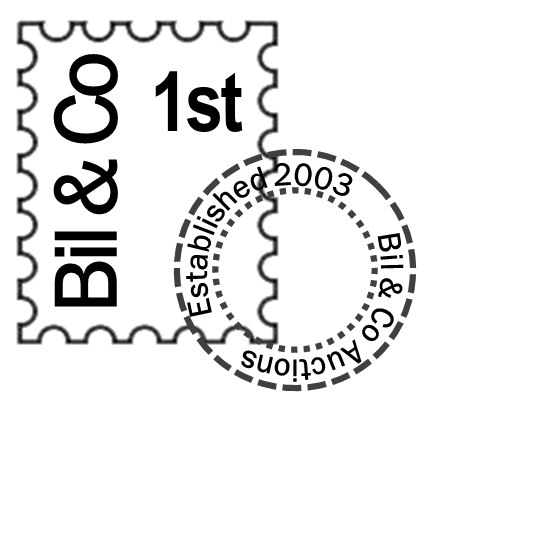 Bil & Co
1st
Established 2003
Bil & Co Auctions